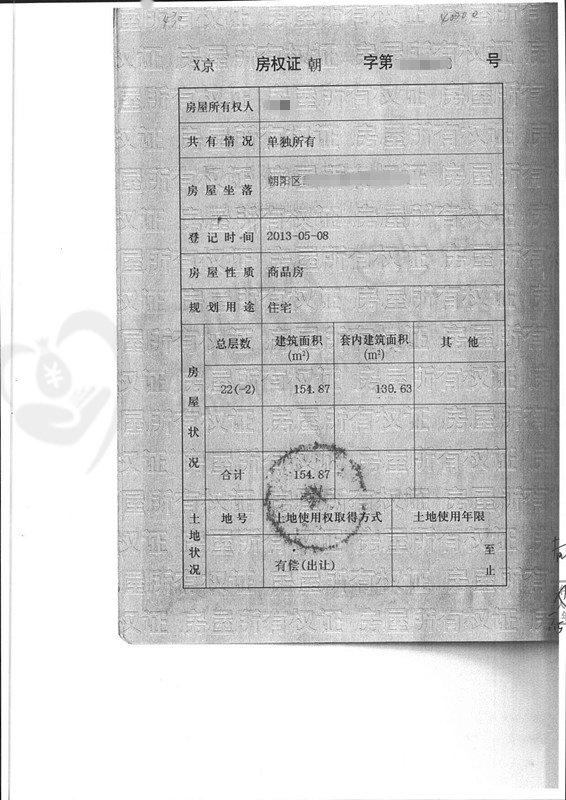 430
X京 房权证 朝 字第 号
房屋所有权人
共有情况 单独所有
房屋坐落 朝阳区
登记时间 2013-05-08
房屋性质 商品房
规划用途 住宅
房屋状况
总层数 建筑面积(m²) 套内建筑面积(m²) 其他
22(-2) 154.87 130.63
合计 154.87
土地状况
地号 土地使用权取得方式 土地使用年限
有偿(出让) 至
止